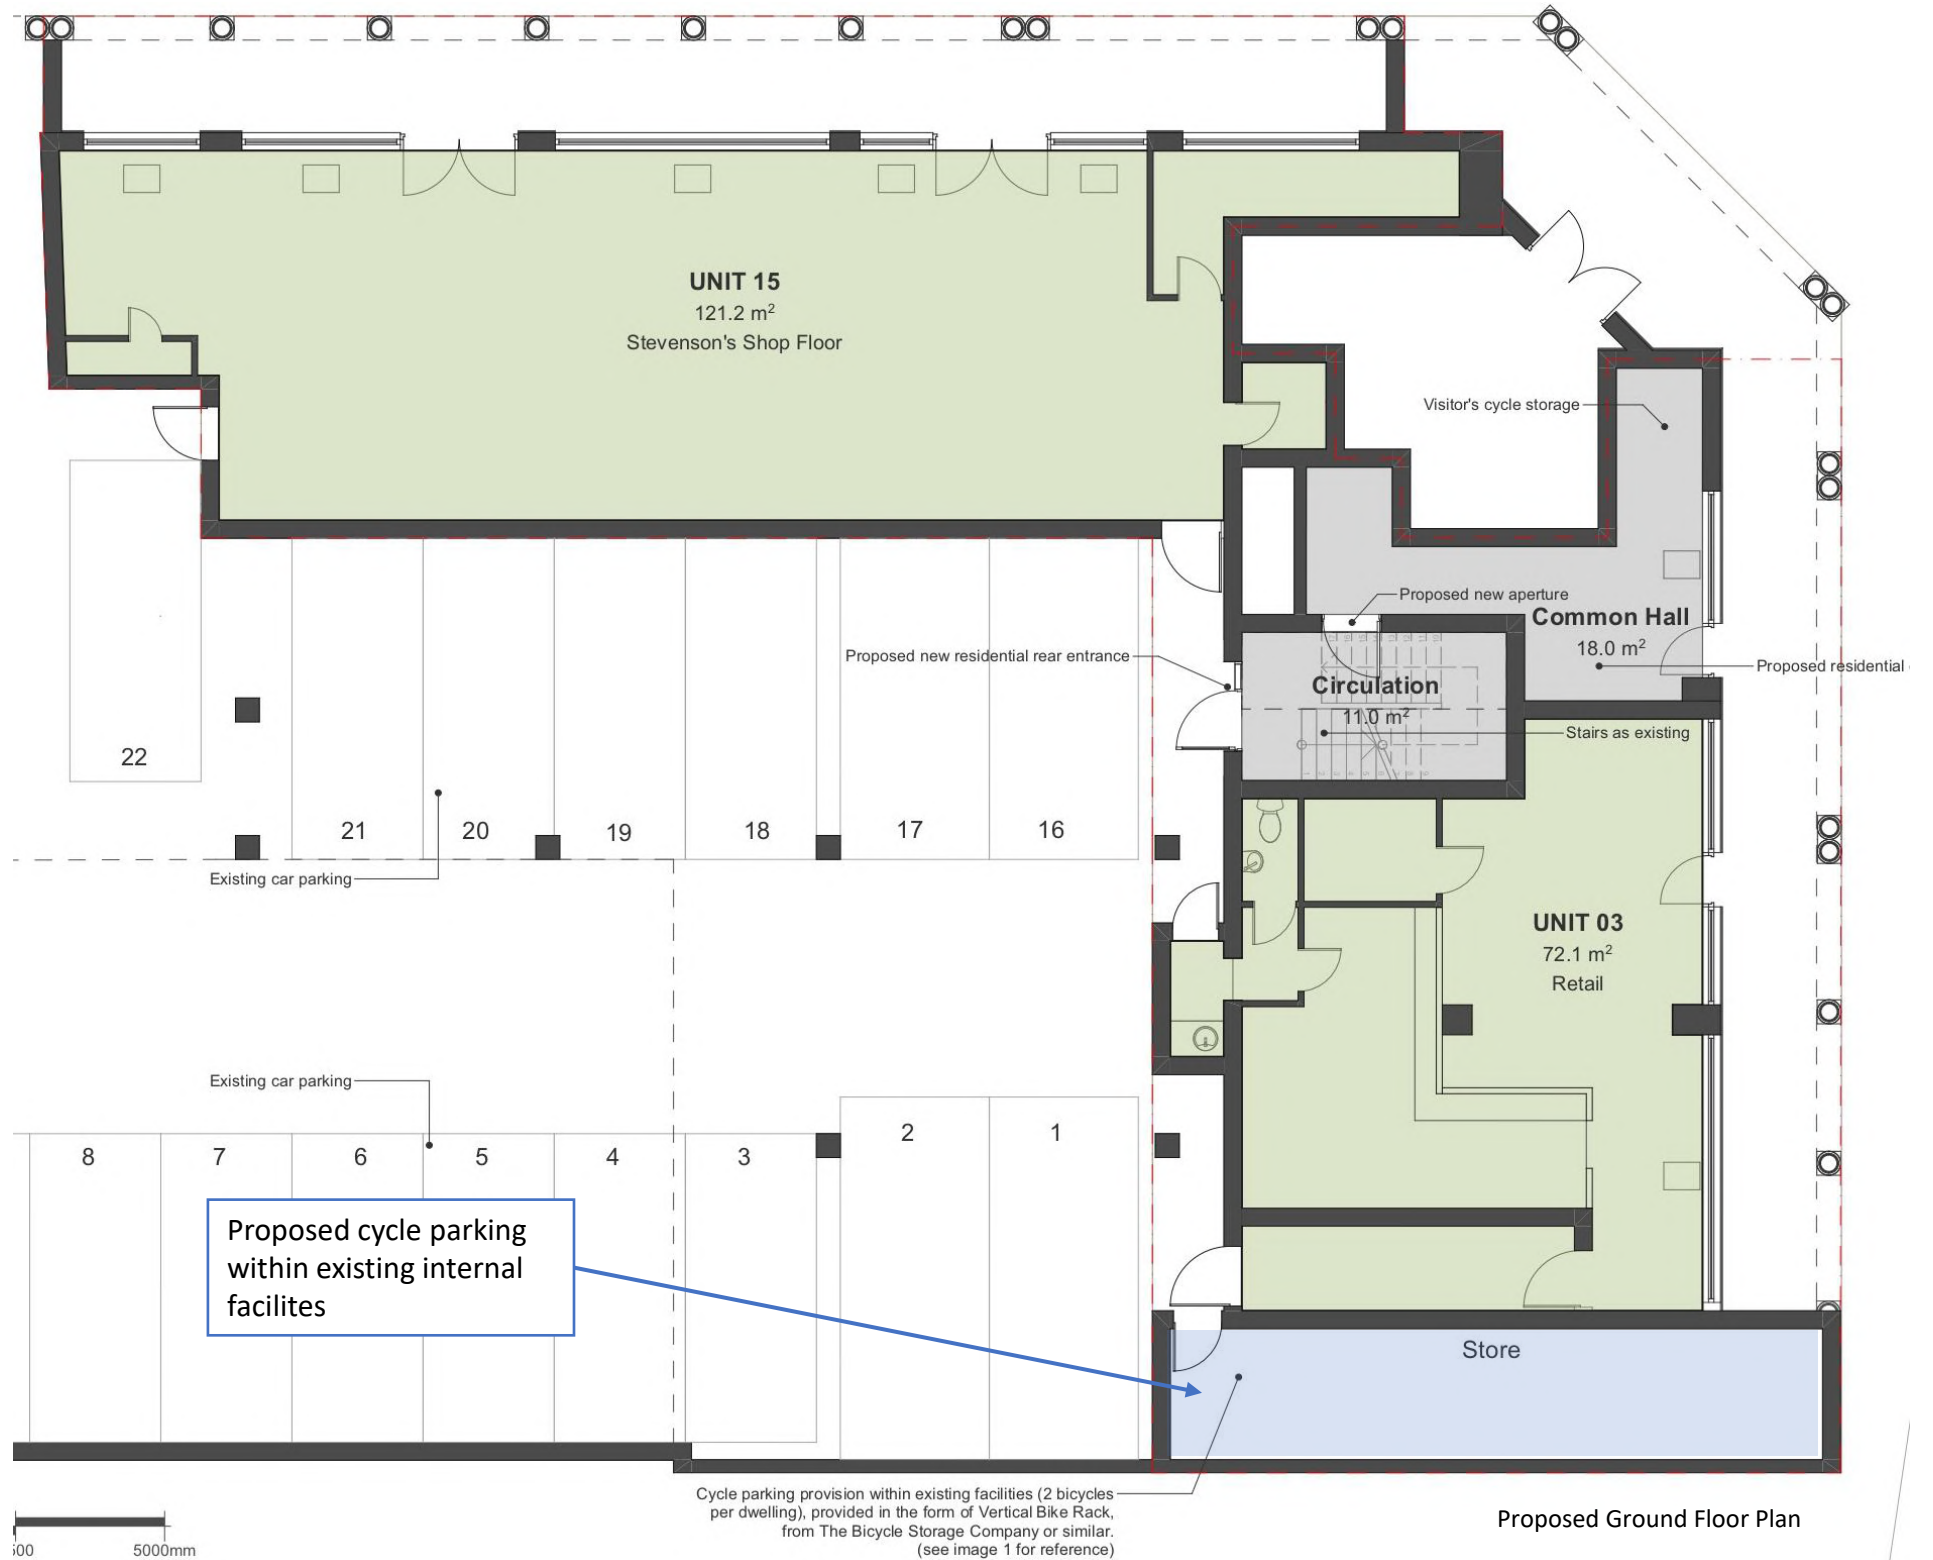 UNIT 15
121.2 m²
Stevenson's Shop Floor
Visitor's cycle storage
Proposed new aperture
Common Hall
18.0 m²
Proposed new residential rear entrance
Proposed residential
Circulation
11.0 m²
Stairs as existing
22
21
20
19
18
17
16
Existing car parking
UNIT 03
72.1 m²
Retail
Existing car parking
8
7
6
5
4
3
2
1
Proposed cycle parking
within existing internal
facilites
Store
Cycle parking provision within existing facilities (2 bicycles
per dwelling), provided in the form of Vertical Bike Rack,
from The Bicycle Storage Company or similar.
(see image 1 for reference)
Proposed Ground Floor Plan
5000mm